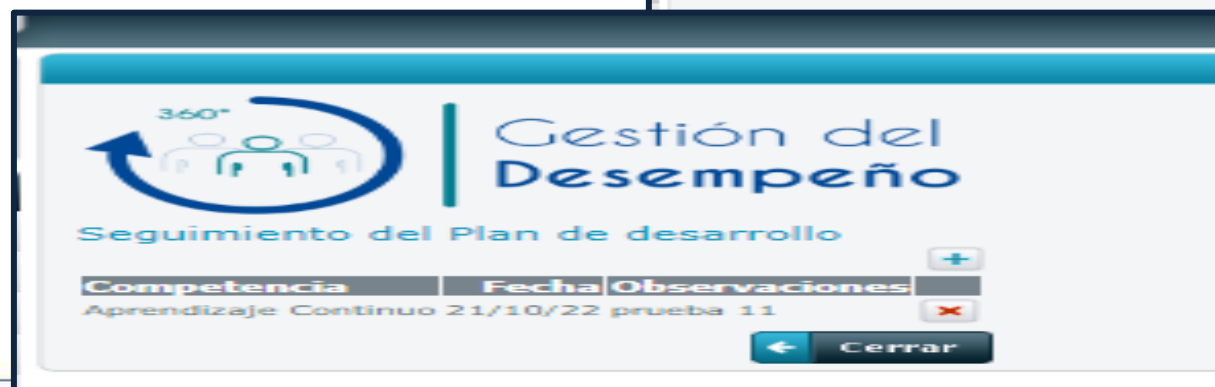 360°
Gestión del
Desempeño
Seguimiento del Plan de desarrollo
Competencia Fecha Observaciones
Aprendizaje Continuo 21/10/22 prueba 11
Cerrar